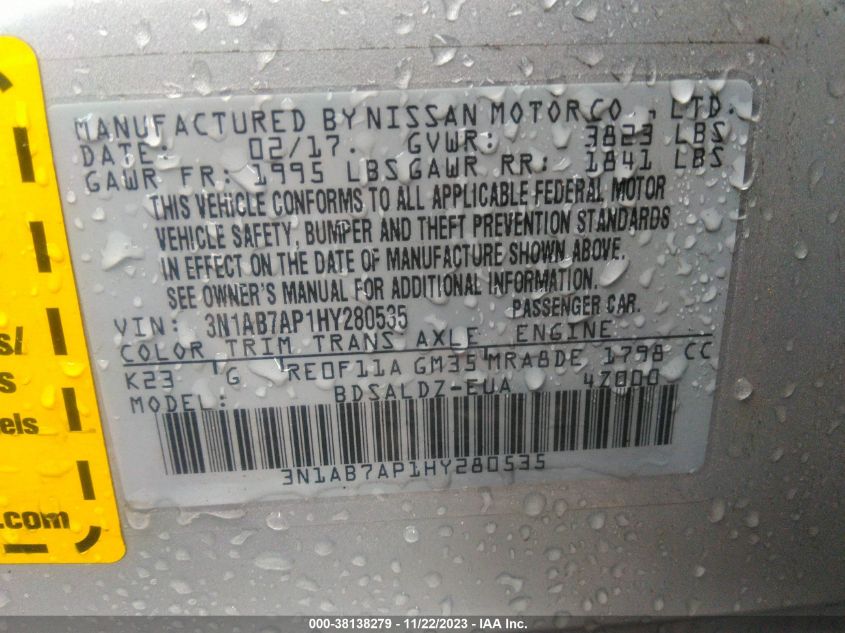 MANUFACTURED BY NISSAN MOTOR CO., LTD.
DATE: 02/17. GVWR: 3823 LBS
GAWR FR: 1995 LBS GAWR RR: 1841 LBS
THIS VEHICLE CONFORMS TO ALL APPLICABLE FEDERAL MOTOR
VEHICLE SAFETY, BUMPER AND THEFT PREVENTION STANDARDS
IN EFFECT ON THE DATE OF MANUFACTURE SHOWN ABOVE.
SEE OWNER'S MANUAL FOR ADDITIONAL INFORMATION.
VIN: 3N1AB7AP1HY280535 PASSENGER CAR.
COLOR TRIM TRANS AXLE ENGINE
K23 G RE0F11A GM35 MRA8DE 1798 CC
MODEL: BDSALDZ-EUA 4Z000
3N1AB7AP1HY280535
s/
s
els
.com
000-38138279 - 11/22/2023 - IAA Inc.